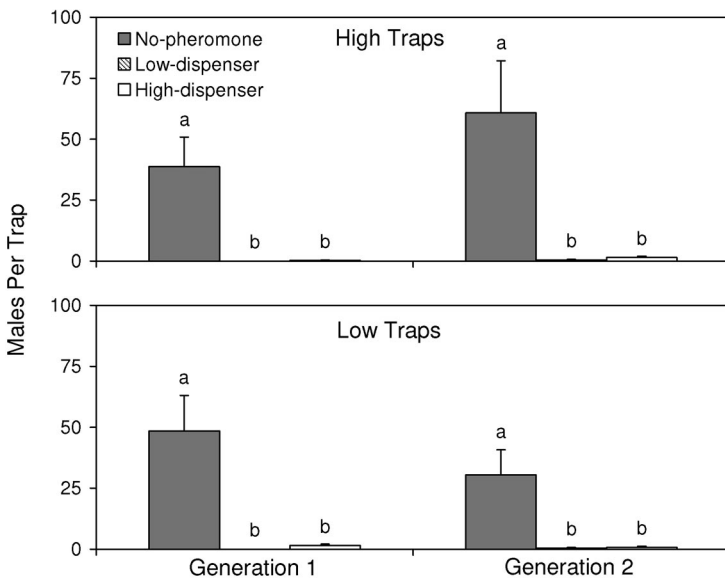 Males Per Trap
100
75
50
25
0
High Traps
No-pheromone
Low-dispenser
High-dispenser
a
b
b
a
b
b
100
75
50
25
0
Low Traps
a
b
b
a
b
b
Generation 1
Generation 2